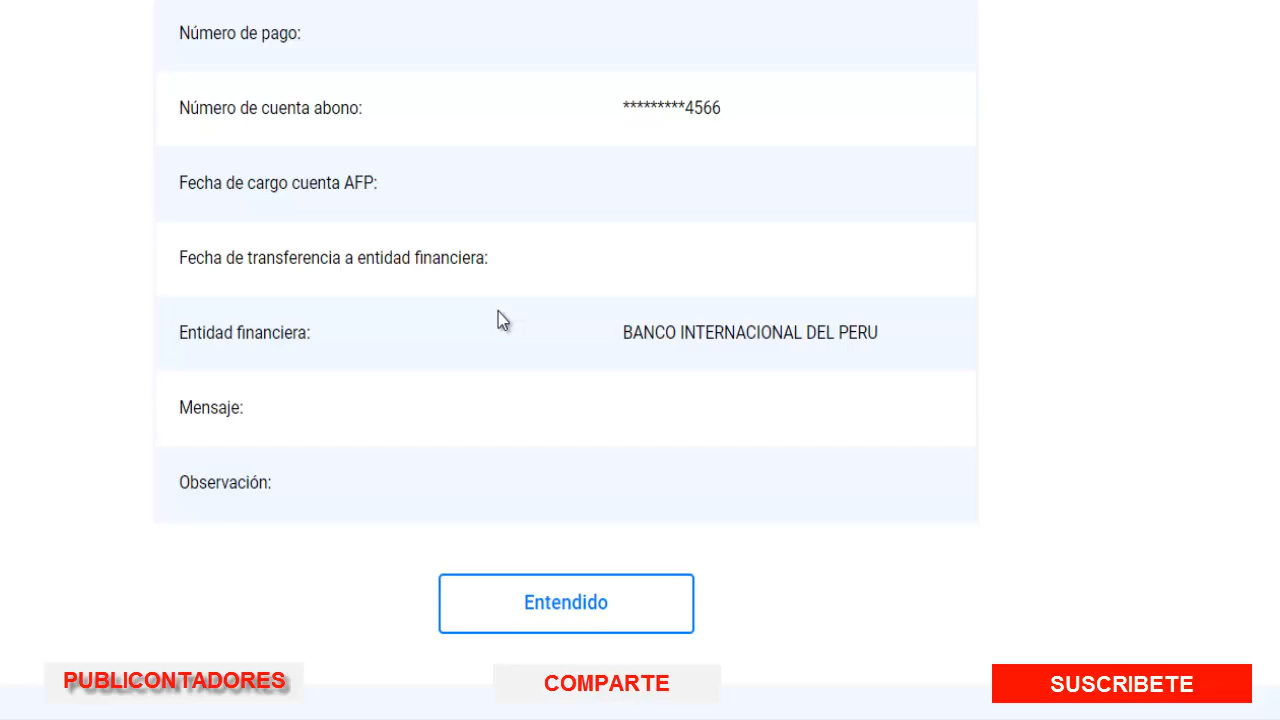 Número de pago:
Número de cuenta abono: *********4566
Fecha de cargo cuenta AFP:
Fecha de transferencia a entidad financiera:
Entidad financiera: BANCO INTERNACIONAL DEL PERU
Mensaje:
Observación:
Entendido
PUBLICONTADORES COMPARTE SUSCRIBETE